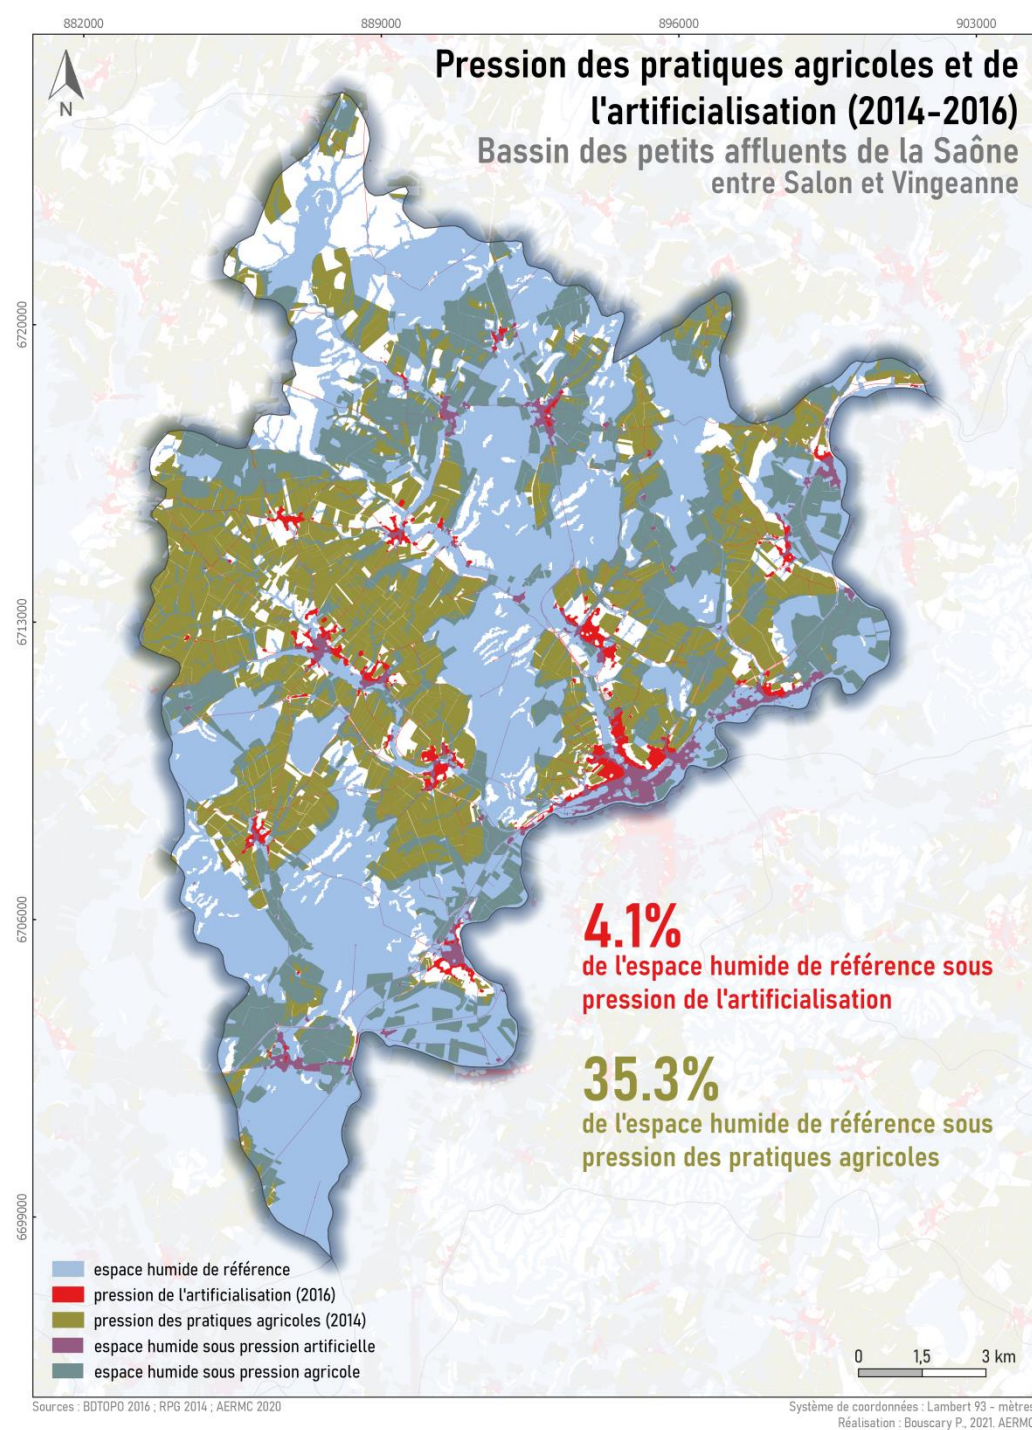 882000
889000
896000
903000
N
Pression des pratiques agricoles et de
l'artificialisation (2014-2016)
Bassin des petits affluents de la Saône
entre Salon et Vingeanne
6720000
6713000
6706000
6699000
4.1%
de l'espace humide de référence sous
pression de l'artificialisation
35.3%
de l'espace humide de référence sous
pression des pratiques agricoles
espace humide de référence
pression de l'artificialisation (2016)
pression des pratiques agricoles (2014)
espace humide sous pression artificielle
espace humide sous pression agricole
0 1,5 3 km
Sources : BDTOPO 2016 ; RPG 2014 ; AERMC 2020
Système de coordonnées : Lambert 93 - mètres
Réalisation : Bouscary P., 2021. AERMC